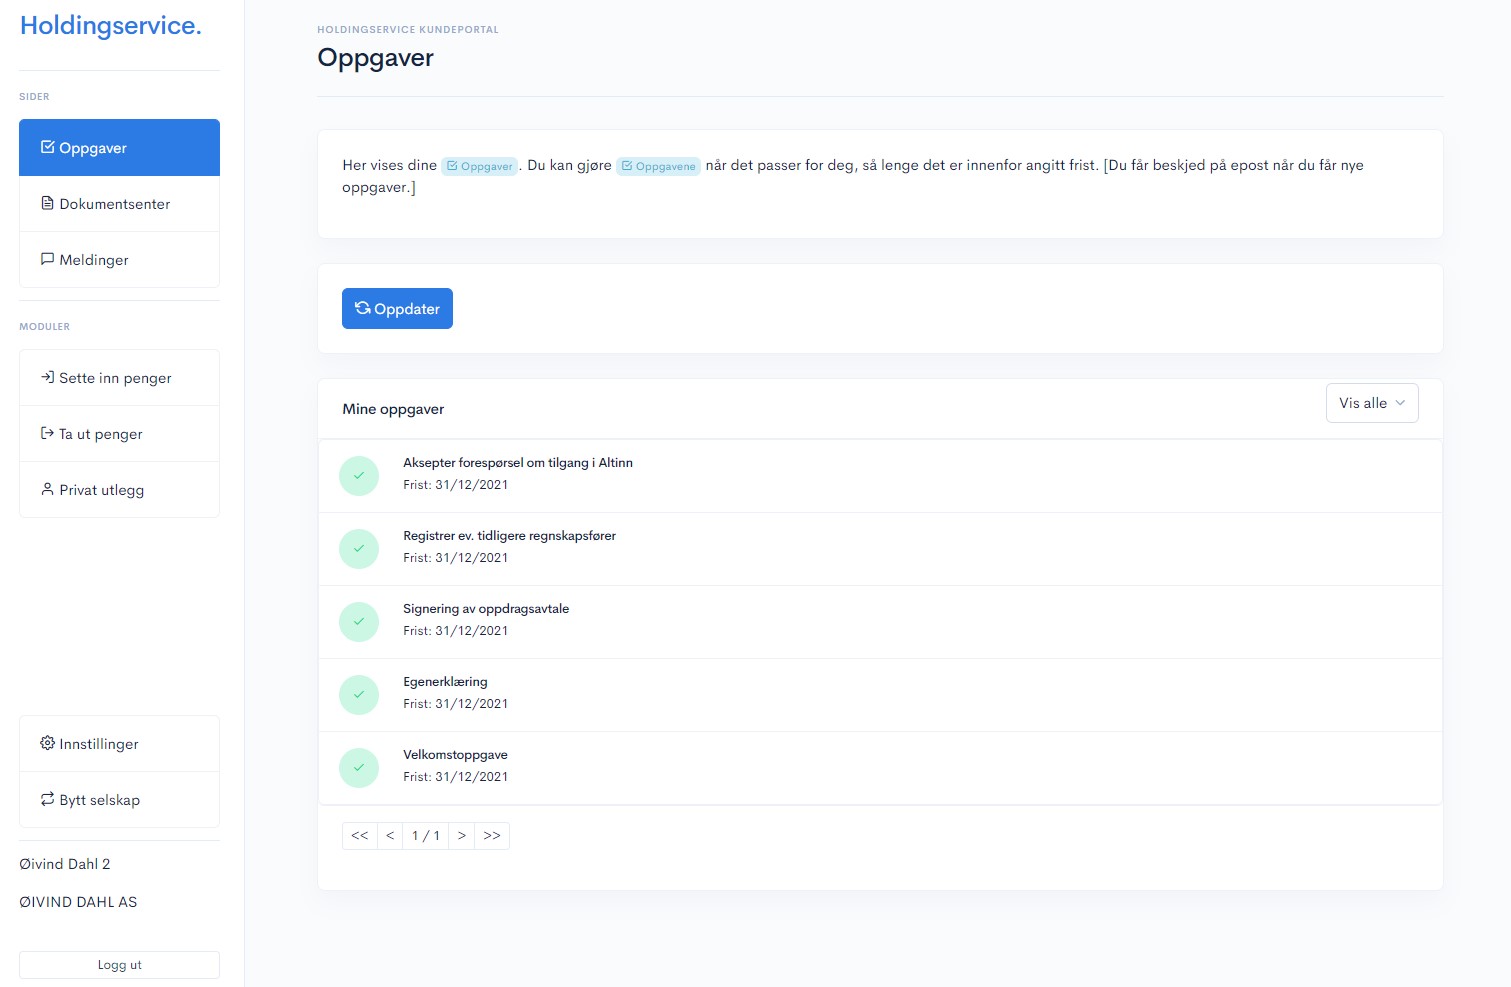 Holdingservice.
SIDER
Oppgaver
Dokumentsenter
Meldinger
MODULER
Sette inn penger
Ta ut penger
Privat utlegg
Innstillinger
Bytt selskap
Øivind Dahl 2
ØIVIND DAHL AS
Logg ut
HOLDINGSERVICE KUNDEPORTAL
Oppgaver
Her vises dine Oppgaver. Du kan gjøre Oppgavene når det passer for deg, så lenge det er innenfor angitt frist. [Du får beskjed på epost når du får nye
oppgaver.]
Oppdater
Mine oppgaver
Vis alle
Aksepter forespørsel om tilgang i Altinn
Frist: 31/12/2021
Registrer ev. tidligere regnskapsfører
Frist: 31/12/2021
Signering av oppdragsavtale
Frist: 31/12/2021
Egenerklæring
Frist: 31/12/2021
Velkomstoppgave
Frist: 31/12/2021
<< < 1 / 1 > >>